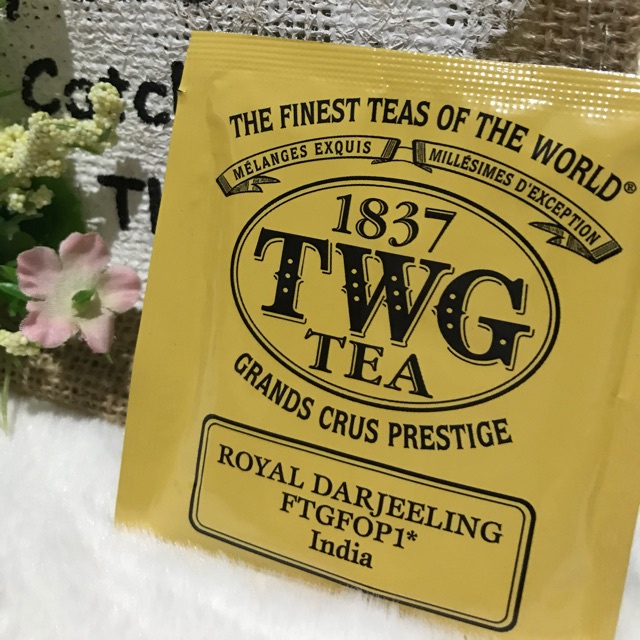 Catch
THE FINEST TEAS OF THE WORLD®
MÉLANGES EXQUIS
MILLÉSIMES D'EXCEPTION
1837
TWG
TEA
GRANDS CRUS PRESTIGE
ROYAL DARJEELING
FTGFOP1*
India